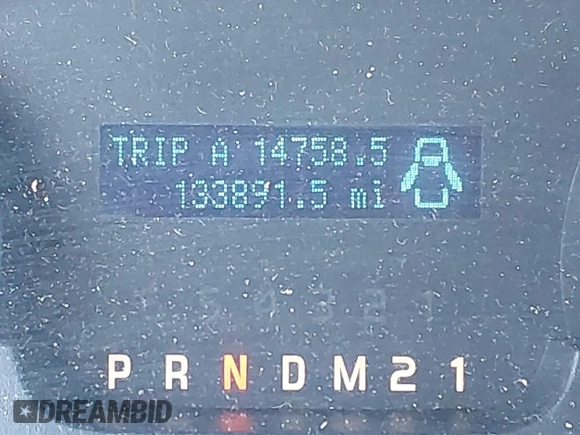 TRIP A 14758.5
133891.5 mi
P R N D M 2 1
DREAMBID